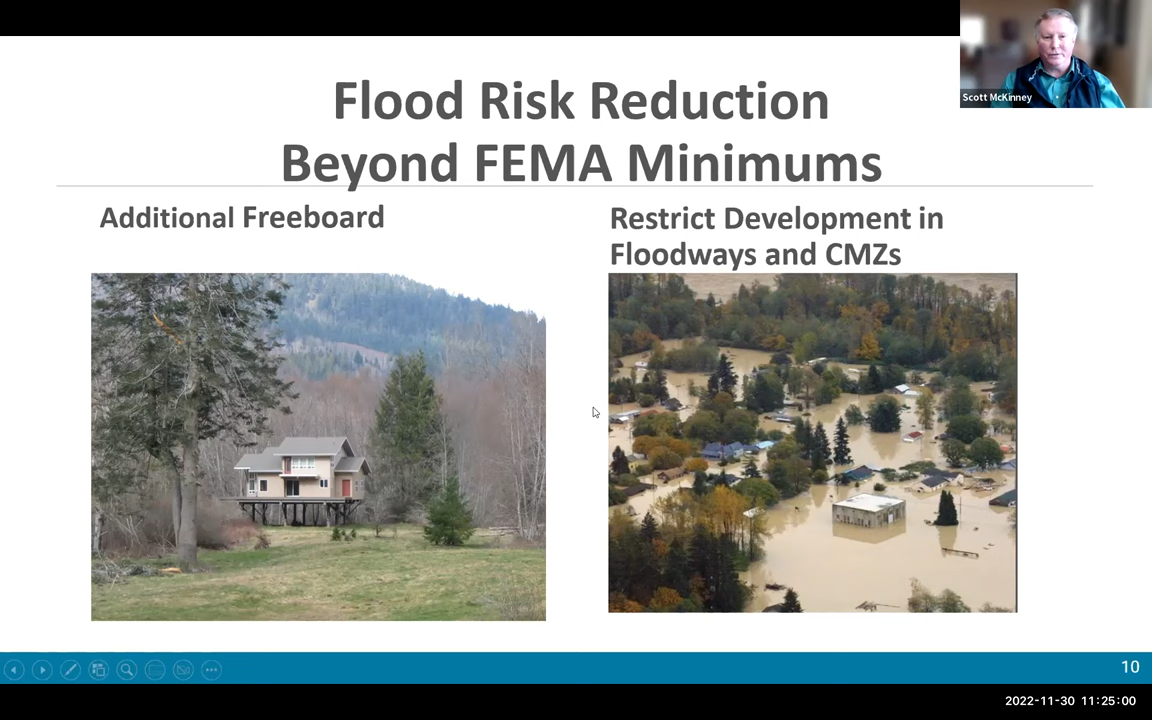 Scott McKinney
Flood Risk Reduction
Beyond FEMA Minimums
Additional Freeboard
Restrict Development in
Floodways and CMZs
10
2022-11-30 11:25:00